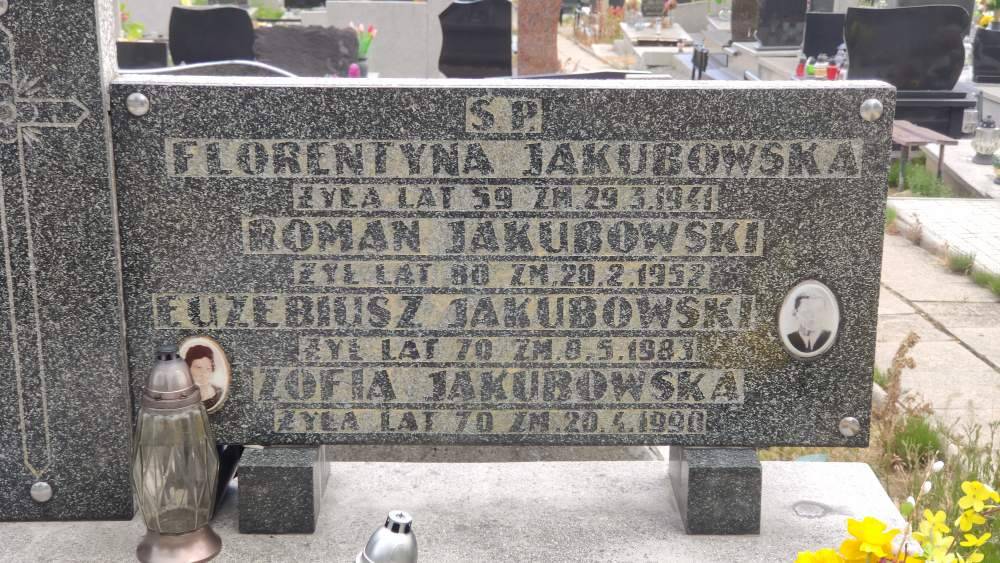 Ś P.
FLORENTYNA JAKUBOWSKA
ŻYŁA LAT 59 ZM. 29.3.1941
ROMAN JAKUBOWSKI
ŻYŁ LAT 80 ZM. 20.2.1952
EUZEBIUSZ JAKUBOWSKI
ŻYŁ LAT 70 ZM. 8.5.1983
ZOFIA JAKUBOWSKA
ŻYŁA LAT 70 ZM. 20.4.1990